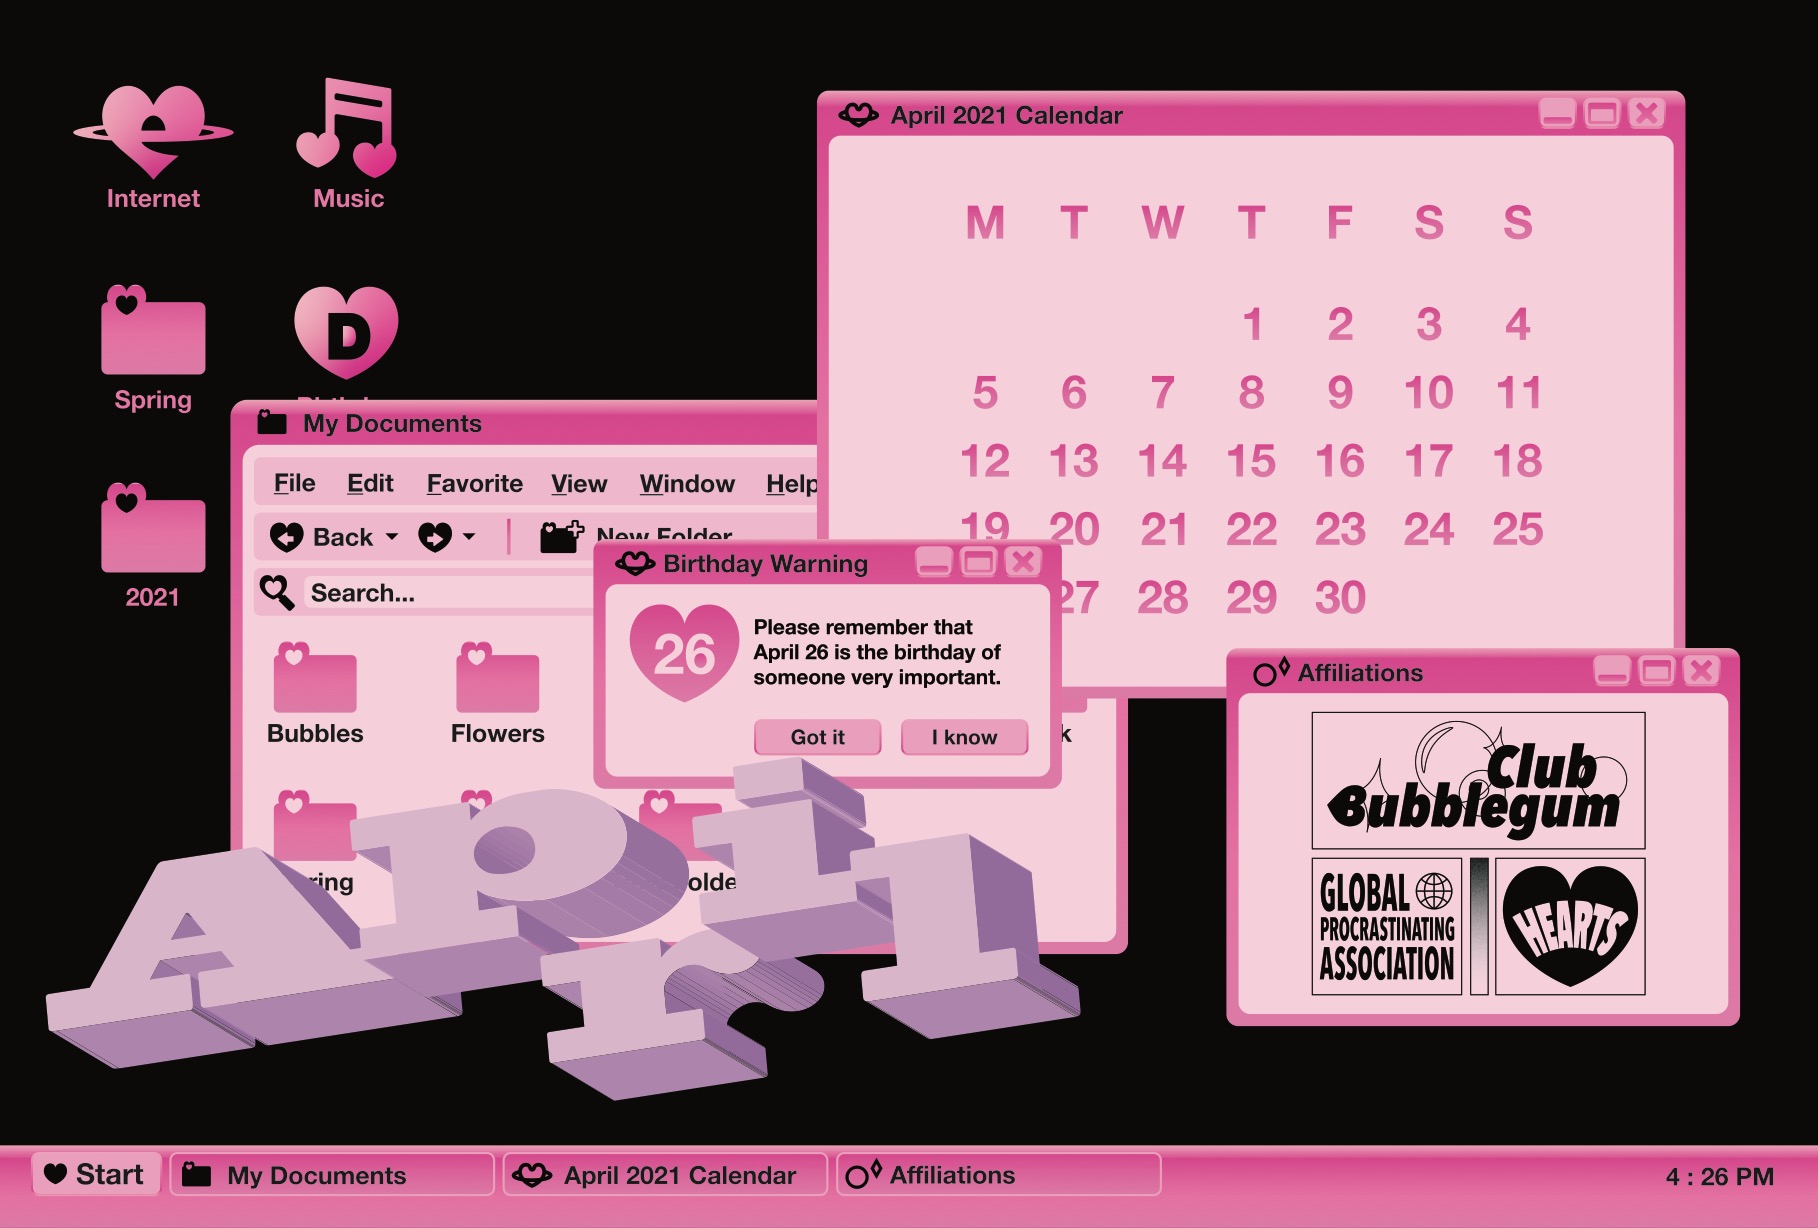 Internet
Music
Spring
D
2021
April 2021 Calendar
M T W T F S S
1 2 3 4
5 6 7 8 9 10 11
12 13 14 15 16 17 18
19 20 21 22 23 24 25
27 28 29 30
My Documents
File Edit Favorite View Window Help
Back New Folder
Search...
Bubbles
Flowers
Birthday Warning
26
Please remember that
April 26 is the birthday of
someone very important.
Got it
I know
April
Affiliations
Club
Bubblegum
GLOBAL
PROCRASTINATING
ASSOCIATION
HEARTS
Start
My Documents
April 2021 Calendar
Affiliations
4 : 26 PM